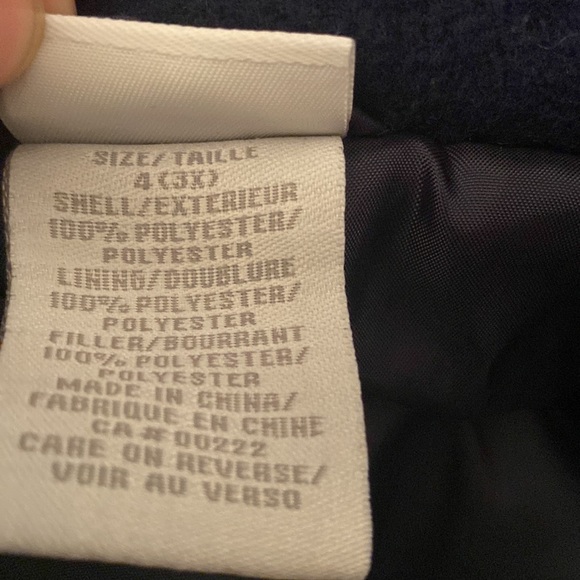 SIZE/TAILLE
4(3X)
SHELL/EXTERIEUR
100% POLYESTER/
POLYESTER
LINING/DOUBLURE
100% POLYESTER/
POLYESTER
FILLER/BOURRANT
100% POLYESTER/
POLYESTER
MADE IN CHINA/
FABRIQUE EN CHINE
CA# 00222
CARE ON REVERSE/
VOIR AU VERSO